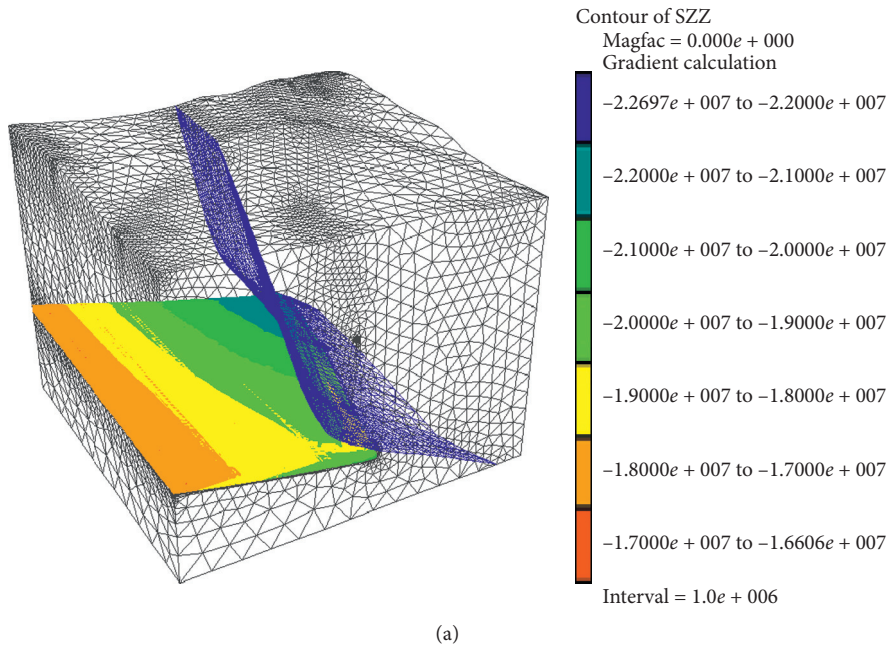 Contour of SZZ
Magfac = 0.000e + 000
Gradient calculation
–2.2697e + 007 to –2.2000e + 007
–2.2000e + 007 to –2.1000e + 007
–2.1000e + 007 to –2.0000e + 007
–2.0000e + 007 to –1.9000e + 007
–1.9000e + 007 to –1.8000e + 007
–1.8000e + 007 to –1.7000e + 007
–1.7000e + 007 to –1.6606e + 007
Interval = 1.0e + 006
(a)